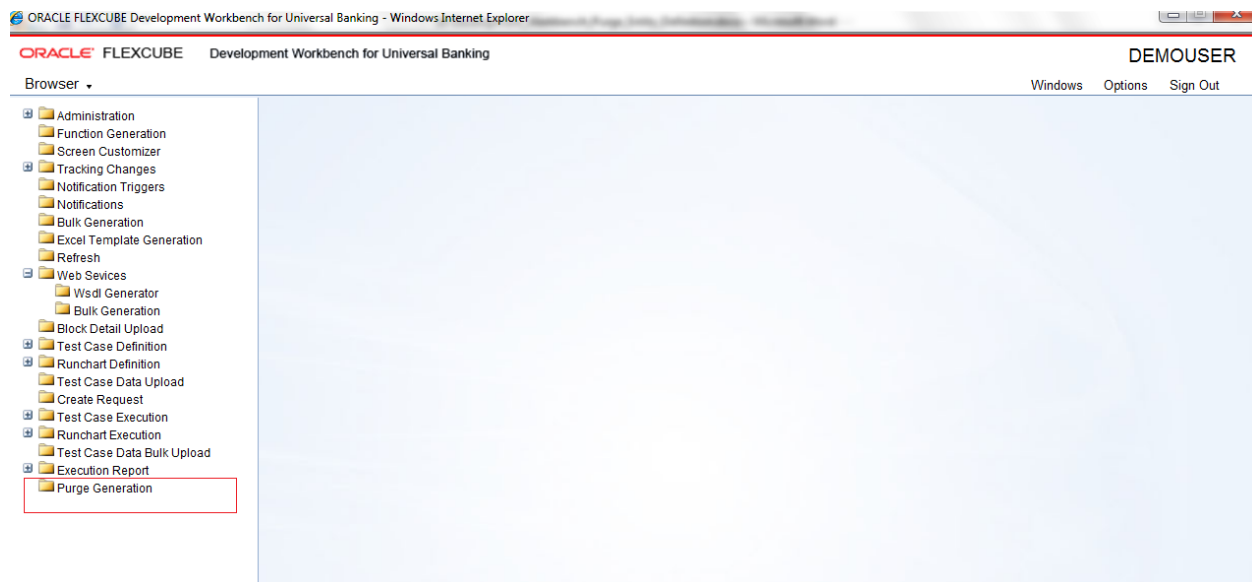 ORACLE FLEXCUBE Development Workbench for Universal Banking - Windows Internet Explorer
ORACLE FLEXCUBE Development Workbench for Universal Banking
DEMOUSER
Browser
Windows Options Sign Out
Administration
Function Generation
Screen Customizer
Tracking Changes
Notification Triggers
Notifications
Bulk Generation
Excel Template Generation
Refresh
Web Sevices
Wsdl Generator
Bulk Generation
Block Detail Upload
Test Case Definition
Runchart Definition
Test Case Data Upload
Create Request
Test Case Execution
Runchart Execution
Test Case Data Bulk Upload
Execution Report
Purge Generation